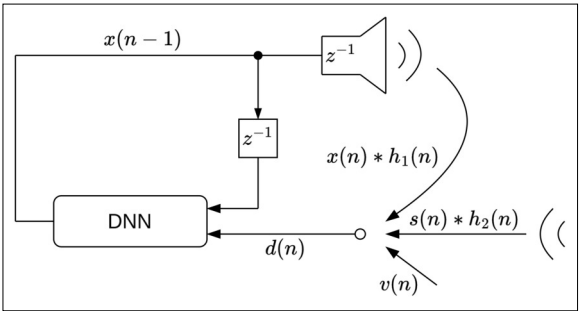 x(n − 1)
z⁻¹
z⁻¹
x(n) ∗ h₁(n)
DNN
s(n) ∗ h₂(n)
d(n)
v(n)